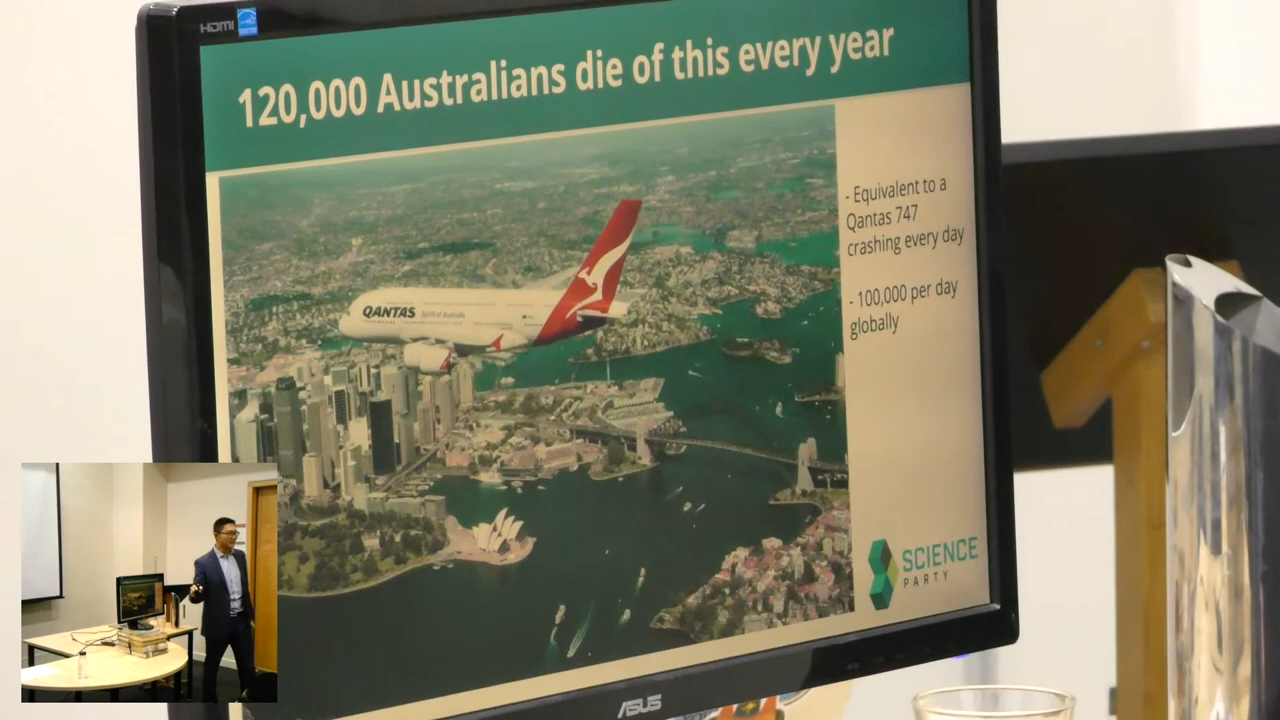 HDMI
120,000 Australians die of this every year
- Equivalent to a
Qantas 747
crashing every day
- 100,000 per day
globally
QANTAS
Spirit of Australia
SCIENCE
PARTY
ASUS